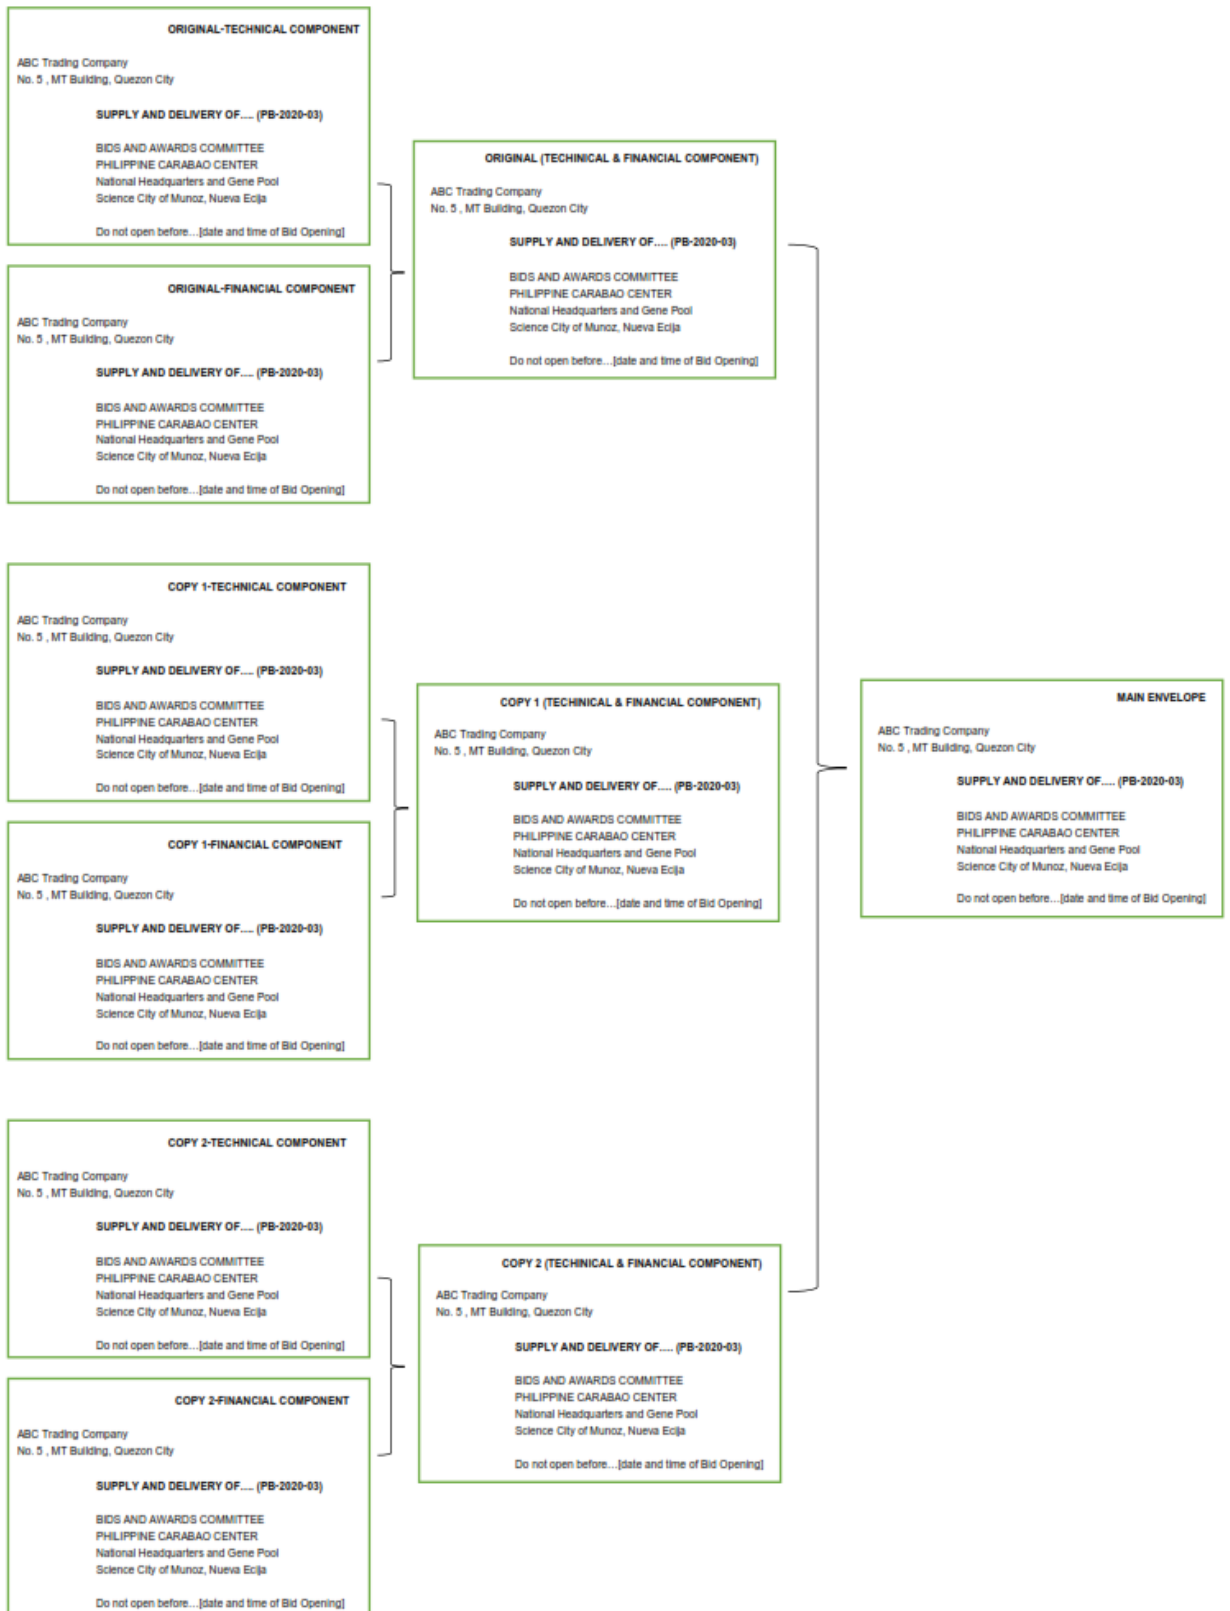 ORIGINAL-TECHNICAL COMPONENT
ABC Trading Company
No. 5 , MT Building, Quezon City
SUPPLY AND DELIVERY OF.... (PB-2020-03)
BIDS AND AWARDS COMMITTEE
PHILIPPINE CARABAO CENTER
National Headquarters and Gene Pool
Science City of Munoz, Nueva Ecija
Do not open before...[date and time of Bid Opening]
ORIGINAL-FINANCIAL COMPONENT
ABC Trading Company
No. 5 , MT Building, Quezon City
SUPPLY AND DELIVERY OF.... (PB-2020-03)
BIDS AND AWARDS COMMITTEE
PHILIPPINE CARABAO CENTER
National Headquarters and Gene Pool
Science City of Munoz, Nueva Ecija
Do not open before...[date and time of Bid Opening]
ORIGINAL (TECHINICAL & FINANCIAL COMPONENT)
ABC Trading Company
No. 5 , MT Building, Quezon City
SUPPLY AND DELIVERY OF.... (PB-2020-03)
BIDS AND AWARDS COMMITTEE
PHILIPPINE CARABAO CENTER
National Headquarters and Gene Pool
Science City of Munoz, Nueva Ecija
Do not open before...[date and time of Bid Opening]
COPY 1-TECHNICAL COMPONENT
ABC Trading Company
No. 5 , MT Building, Quezon City
SUPPLY AND DELIVERY OF.... (PB-2020-03)
BIDS AND AWARDS COMMITTEE
PHILIPPINE CARABAO CENTER
National Headquarters and Gene Pool
Science City of Munoz, Nueva Ecija
Do not open before...[date and time of Bid Opening]
COPY 1-FINANCIAL COMPONENT
ABC Trading Company
No. 5 , MT Building, Quezon City
SUPPLY AND DELIVERY OF.... (PB-2020-03)
BIDS AND AWARDS COMMITTEE
PHILIPPINE CARABAO CENTER
National Headquarters and Gene Pool
Science City of Munoz, Nueva Ecija
Do not open before...[date and time of Bid Opening]
COPY 1 (TECHINICAL & FINANCIAL COMPONENT)
ABC Trading Company
No. 5 , MT Building, Quezon City
SUPPLY AND DELIVERY OF.... (PB-2020-03)
BIDS AND AWARDS COMMITTEE
PHILIPPINE CARABAO CENTER
National Headquarters and Gene Pool
Science City of Munoz, Nueva Ecija
Do not open before...[date and time of Bid Opening]
COPY 2-TECHNICAL COMPONENT
ABC Trading Company
No. 5 , MT Building, Quezon City
SUPPLY AND DELIVERY OF.... (PB-2020-03)
BIDS AND AWARDS COMMITTEE
PHILIPPINE CARABAO CENTER
National Headquarters and Gene Pool
Science City of Munoz, Nueva Ecija
Do not open before...[date and time of Bid Opening]
COPY 2-FINANCIAL COMPONENT
ABC Trading Company
No. 5 , MT Building, Quezon City
SUPPLY AND DELIVERY OF.... (PB-2020-03)
BIDS AND AWARDS COMMITTEE
PHILIPPINE CARABAO CENTER
National Headquarters and Gene Pool
Science City of Munoz, Nueva Ecija
Do not open before...[date and time of Bid Opening]
COPY 2 (TECHINICAL & FINANCIAL COMPONENT)
ABC Trading Company
No. 5 , MT Building, Quezon City
SUPPLY AND DELIVERY OF.... (PB-2020-03)
BIDS AND AWARDS COMMITTEE
PHILIPPINE CARABAO CENTER
National Headquarters and Gene Pool
Science City of Munoz, Nueva Ecija
Do not open before...[date and time of Bid Opening]
MAIN ENVELOPE
ABC Trading Company
No. 5 , MT Building, Quezon City
SUPPLY AND DELIVERY OF.... (PB-2020-03)
BIDS AND AWARDS COMMITTEE
PHILIPPINE CARABAO CENTER
National Headquarters and Gene Pool
Science City of Munoz, Nueva Ecija
Do not open before...[date and time of Bid Opening]